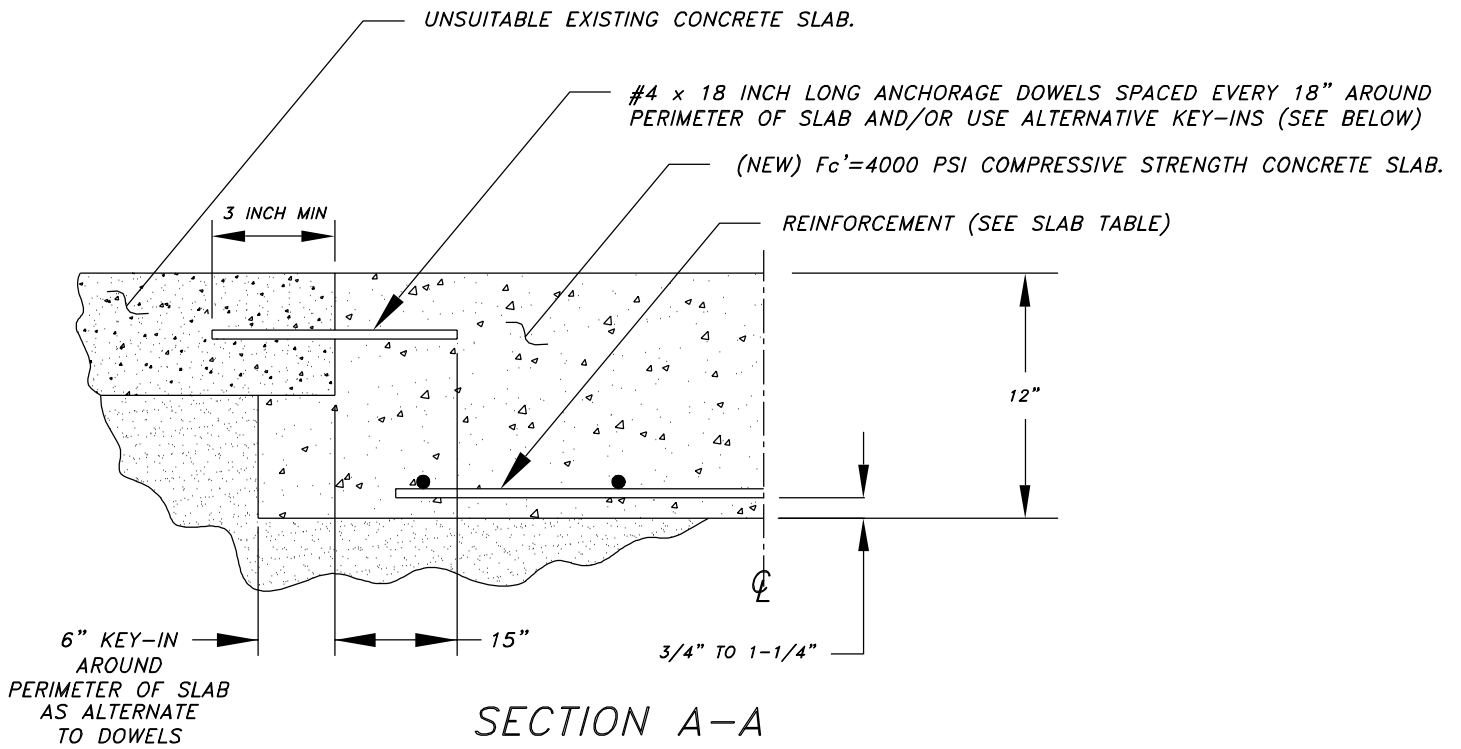 UNSUITABLE EXISTING CONCRETE SLAB.
#4 x 18 INCH LONG ANCHORAGE DOWELS SPACED EVERY 18" AROUND
PERIMETER OF SLAB AND/OR USE ALTERNATIVE KEY-INS (SEE BELOW)
(NEW) Fc'=4000 PSI COMPRESSIVE STRENGTH CONCRETE SLAB.
3 INCH MIN
REINFORCEMENT (SEE SLAB TABLE)
12"
℄
6" KEY-IN
AROUND
PERIMETER OF SLAB
AS ALTERNATE
TO DOWELS
15"
3/4" TO 1-1/4"
SECTION A-A